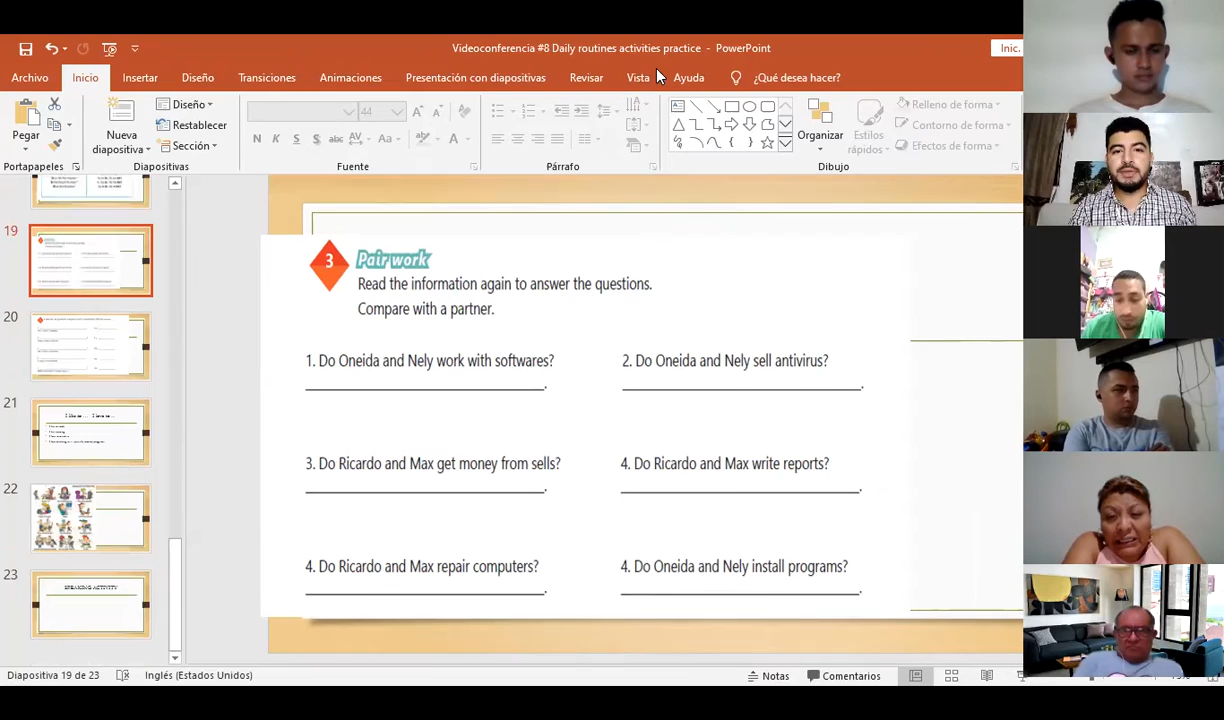 Videoconferencia #8 Daily routines activities practice - PowerPoint
Inic.
Archivo Inicio Insertar Diseño Transiciones Animaciones Presentación con diapositivas Revisar Vista Ayuda ¿Qué desea hacer?
Pegar
Nueva diapositiva
Diseño
Restablecer
Sección
44
N K S abc AV Aa A
Organizar
Estilos rápidos
Relleno de forma
Contorno de forma
Efectos de forma
Portapapeles Diapositivas Fuente Párrafo Dibujo
19
20
21
22
23
SPEAKING ACTIVITY
3 Pair work
Read the information again to answer the questions.
Compare with a partner.
1. Do Oneida and Nely work with softwares? 2. Do Oneida and Nely sell antivirus?
3. Do Ricardo and Max get money from sells? 4. Do Ricardo and Max write reports?
4. Do Ricardo and Max repair computers? 4. Do Oneida and Nely install programs?
Diapositiva 19 de 23 Inglés (Estados Unidos) Notas Comentarios